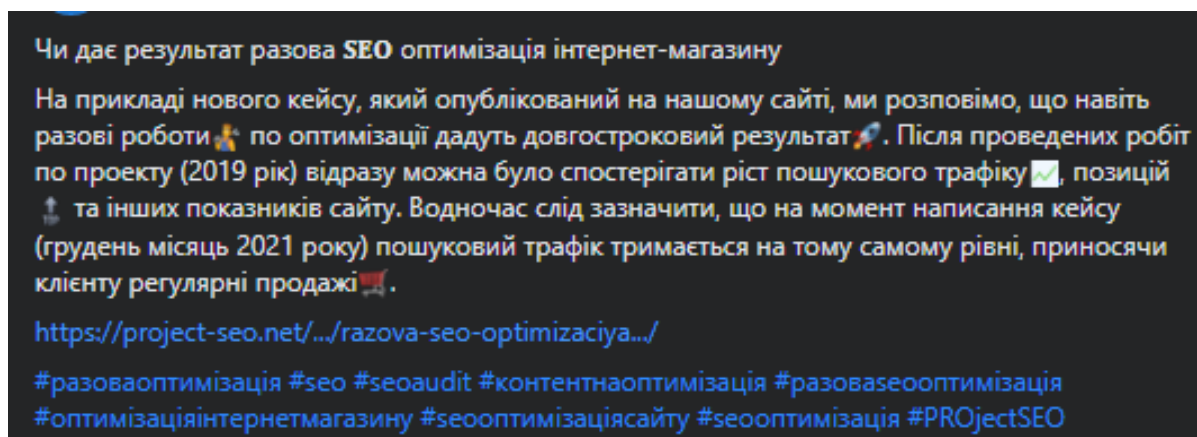 Чи дає результат разова SEO оптимізація інтернет-магазину
На прикладі нового кейсу, який опублікований на нашому сайті, ми розповімо, що навіть
разові роботи👷 по оптимізації дадуть довгостроковий результат🚀. Після проведених робіт
по проекту (2019 рік) відразу можна було спостерігати ріст пошукового трафіку📈, позицій
🔝 та інших показників сайту. Водночас слід зазначити, що на момент написання кейсу
(грудень місяць 2021 року) пошуковий трафік тримається на тому самому рівні, приносячи
клієнту регулярні продажі🛒.
https://project-seo.net/.../razova-seo-optimizaciya.../
#разоваоптимізація #seo #seoaudit #контентнаоптимізація #разоваseoоптимізація
#оптимізаціяінтернетмагазину #seoоптимізаціясайту #seoоптимізація #PROjectSEO